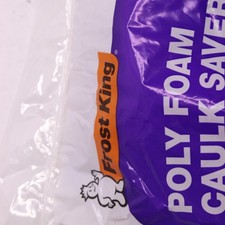 Frost King
POLY FOAM
CAULK SAVER